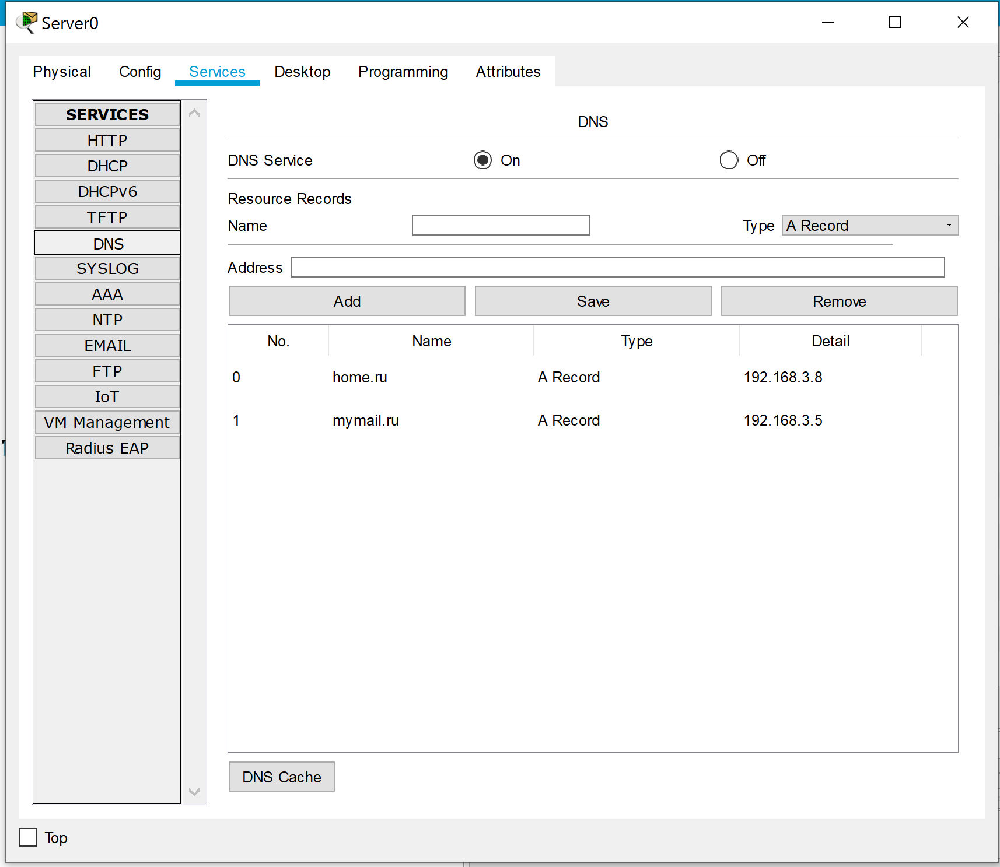 Server0
Physical Config Services Desktop Programming Attributes
SERVICES
HTTP
DHCP
DHCPv6
TFTP
DNS
SYSLOG
AAA
NTP
EMAIL
FTP
IoT
VM Management
Radius EAP
DNS
DNS Service On Off
Resource Records
Name Type A Record
Address
Add Save Remove
No. Name Type Detail
0 home.ru A Record 192.168.3.8
1 mymail.ru A Record 192.168.3.5
DNS Cache
Top